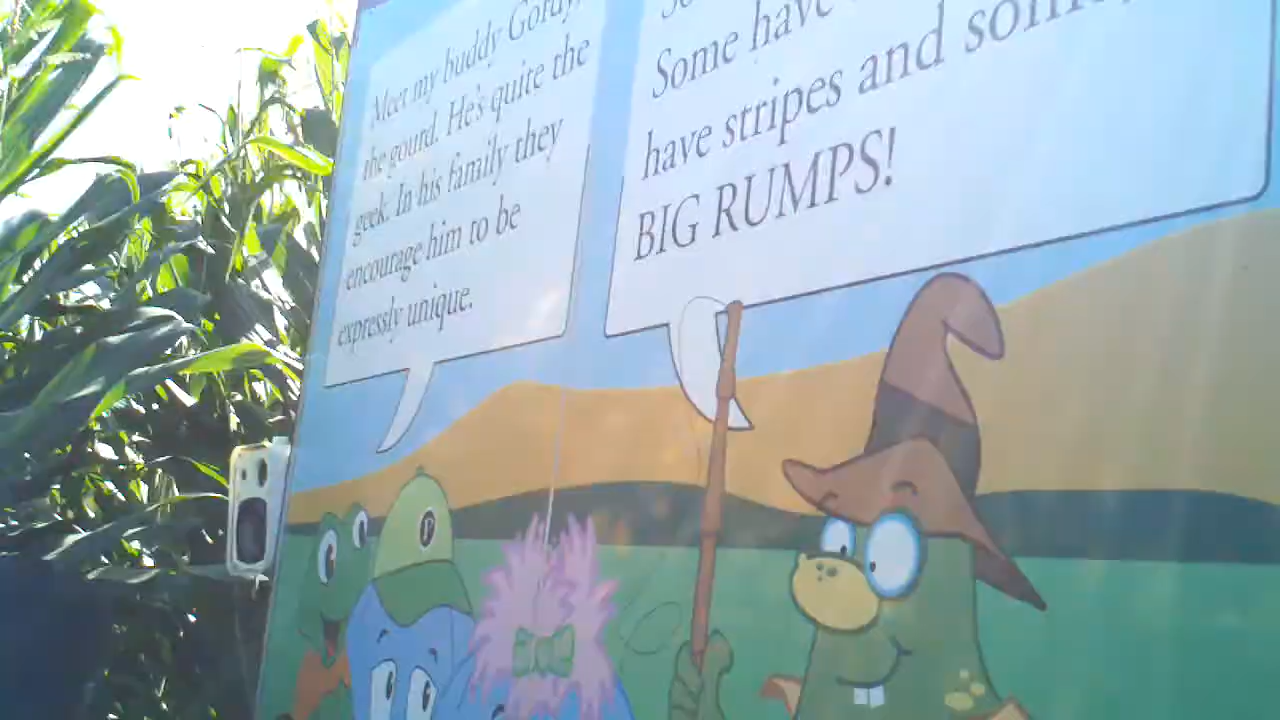 Meet my buddy Gordy,
the gourd. He's quite the
geek. In his family they
encourage him to be
expressly unique.
Some have
have stripes and some
BIG RUMPS!
P